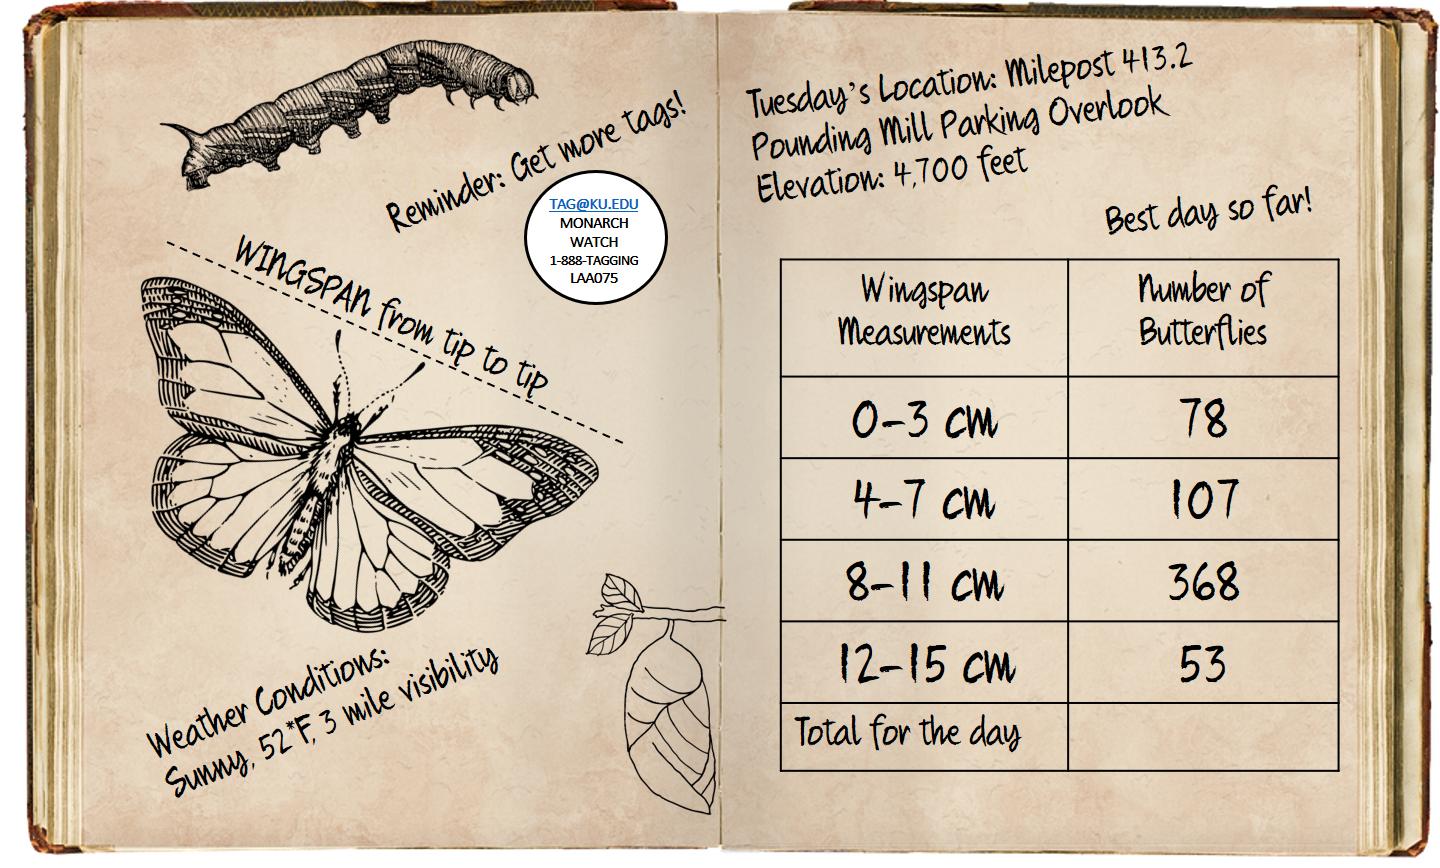 Reminder: Get more tags!
TAG@KU.EDU
MONARCH
WATCH
1-888-TAGGING
LAA075
WINGSPAN from tip to tip
Weather Conditions:
Sunny, 52°F, 3 mile visibility
Tuesday's Location: Milepost 413.2
Pounding Mill Parking Overlook
Elevation: 4,700 feet
Best day so far!
Wingspan Measurements
Number of Butterflies
0-3 cm 78
4-7 cm 107
8-11 cm 368
12-15 cm 53
Total for the day